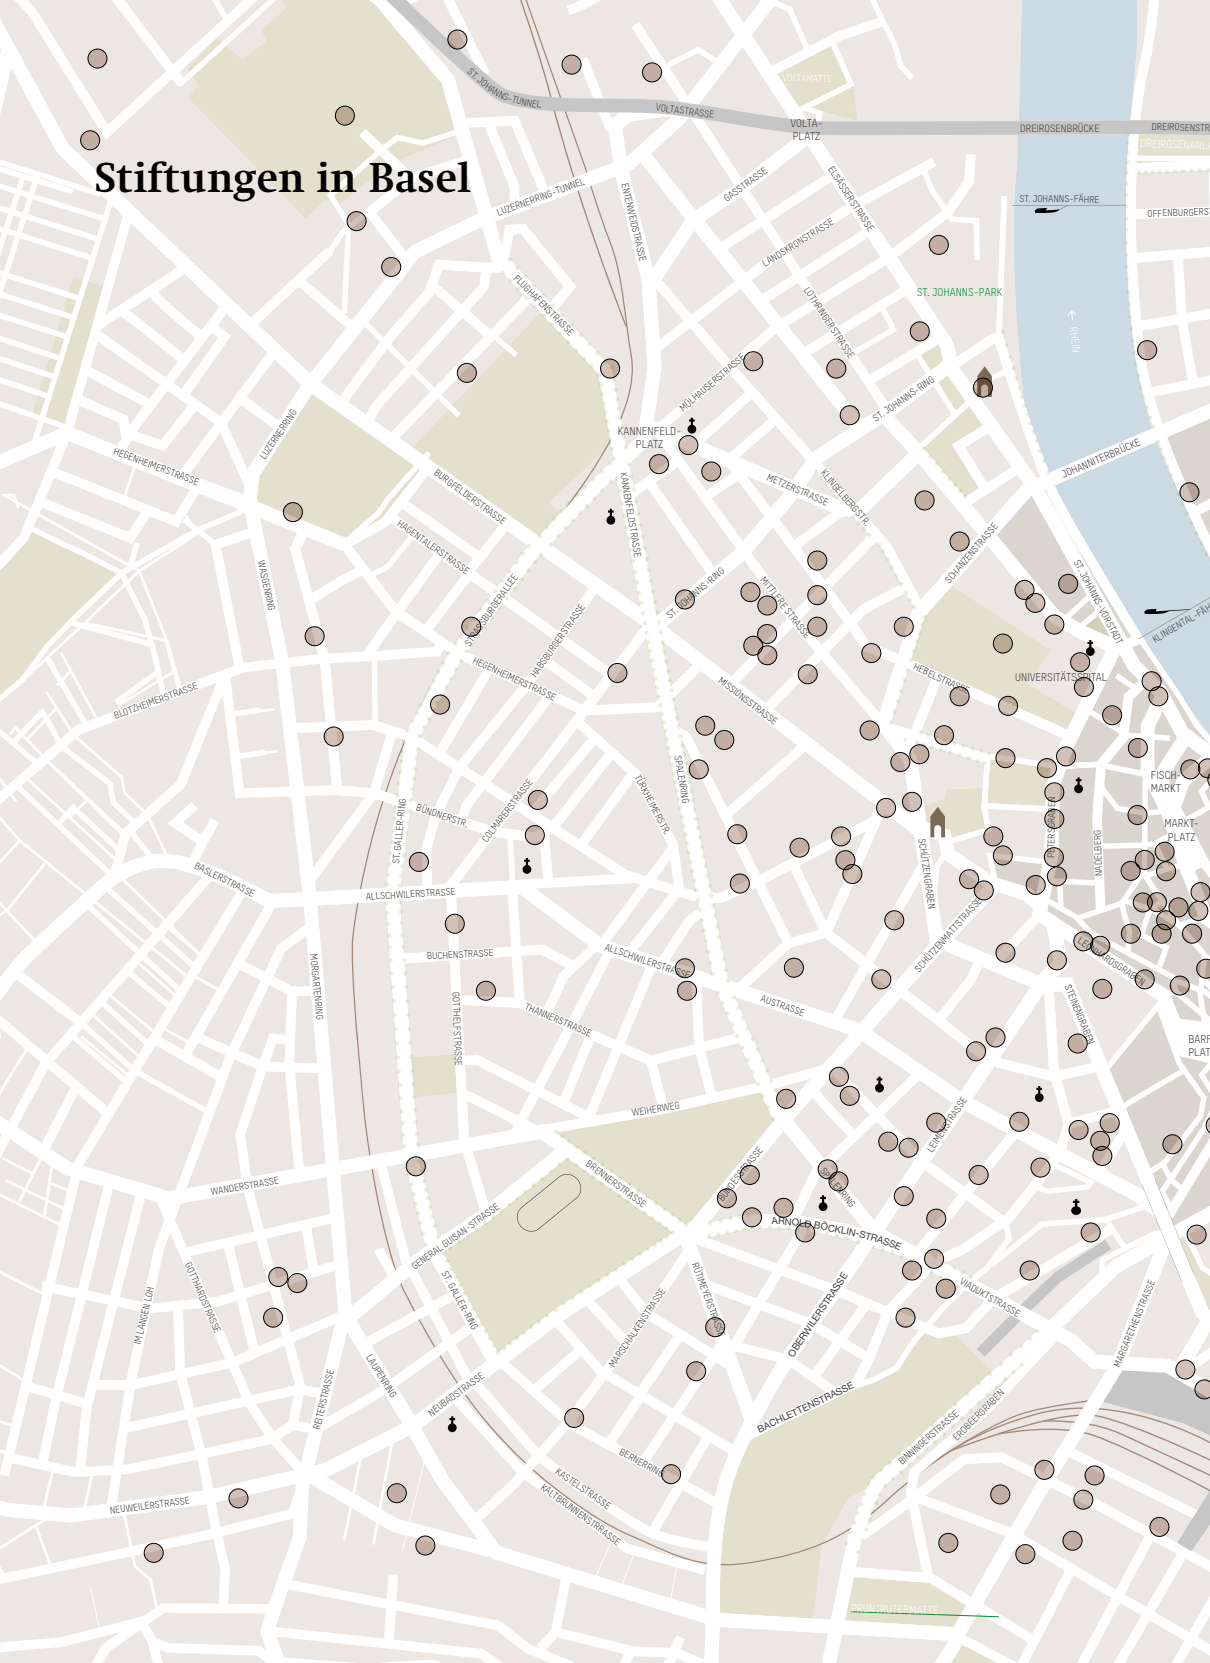 Stiftungen in Basel
ST. JOHANNS-TUNNEL
VOLTASTRASSE
VOLTAMATTE
VOLTA-
PLATZ
DREIROSENBRÜCKE
DREIROSENSTR
DREIROSENANLA
LUZERNERRING-TUNNEL
ENTENWEIDSTRASSE
GASSTRASSE
ELSÄSSERSTRASSE
ST. JOHANNS-FÄHRE
OFFENBURGERST
LANDSKRONSTRASSE
FLUGHAFENSTRASSE
LOTHRINGERSTRASSE
ST. JOHANNS-PARK
← RHEIN
MÜLHAUSERSTRASSE
ST. JOHANNS-RING
LUZERNERRING
KANNENFELD-
PLATZ
HEGENHEIMERSTRASSE
BURGFELDERSTRASSE
KANNENFELDSTRASSE
METZERSTRASSE
KLINGELBERGSTR.
JOHANNITERBRÜCKE
HAGENTALERSTRASSE
SCHANZENSTRASSE
WASGENRING
STRASSBURGERALLEE
ST. JOHANNS-RING
MITTLERE STRASSE
ST. JOHANNS-VORSTADT
KLINGENTAL-FÄH
HABSBURGERSTRASSE
HEGENHEIMERSTRASSE
HEBELSTRASSE
UNIVERSITÄTSSPITAL
BLOTZHEIMERSTRASSE
MISSIONSSTRASSE
SPALENRING
TÜRKHEIMERSTR.
FISCH-
MARKT
BÜNDNERSTR.
COLMARERSTRASSE
ST. GALLER-RING
PETERSGRABEN
NADELBERG
MARKT-
PLATZ
SCHÜTZENGRABEN
BASLERSTRASSE
ALLSCHWILERSTRASSE
SCHÜTZENMATTSTRASSE
LEONHARDSGRABEN
BUCHENSTRASSE
ALLSCHWILERSTRASSE
MORGARTENRING
GOTTHELFSTRASSE
THANNERSTRASSE
AUSTRASSE
STEINENGRABEN
BARF
PLAT
WEIHERWEG
LEIMENSTRASSE
WANDERSTRASSE
BRENNERSTRASSE
BUNDESSTRASSE
SPALENRING
GENERAL GUISAN-STRASSE
ARNOLD BÖCKLIN-STRASSE
GOTTHARDSTRASSE
IM LANGEN LOH
ST. GALLER-RING
RÜTIMEYERSTRASSE
VIADUKTSTRASSE
MARSCHALKENSTRASSE
OBERWILERSTRASSE
MARGARETHENSTRASSE
LAUPENRING
REITERSTRASSE
NEUBADSTRASSE
BACHLETTENSTRASSE
BINNINGERSTRASSE
ERDBEERGRABEN
BERNERRING
KASTELSTRASSE
KALTBRUNNENSTRRASSE
NEUWEILERSTRASSE
PRUNTRUTERMATTE